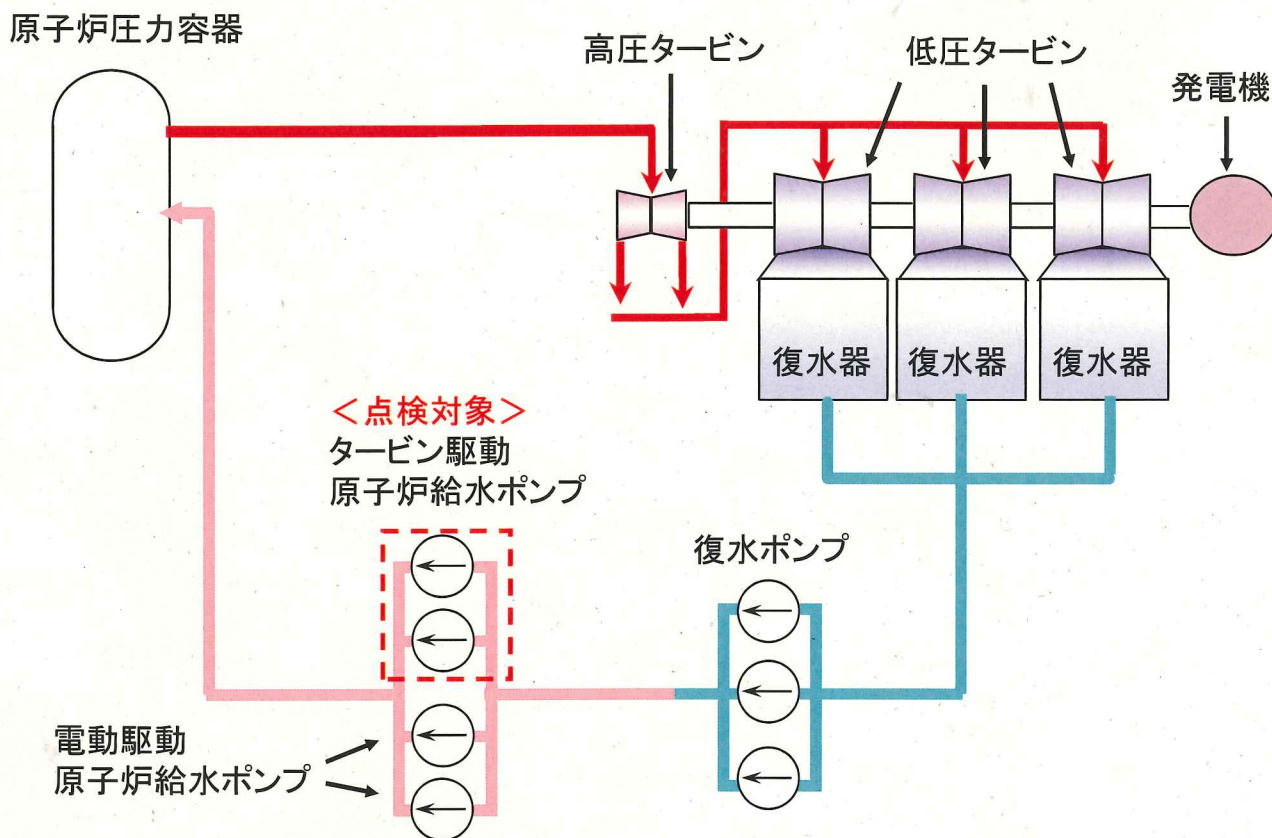 原子炉圧力容器
高圧タービン
低圧タービン
発電機
復水器
復水器
復水器
＜点検対象＞
タービン駆動
原子炉給水ポンプ
復水ポンプ
電動駆動
原子炉給水ポンプ